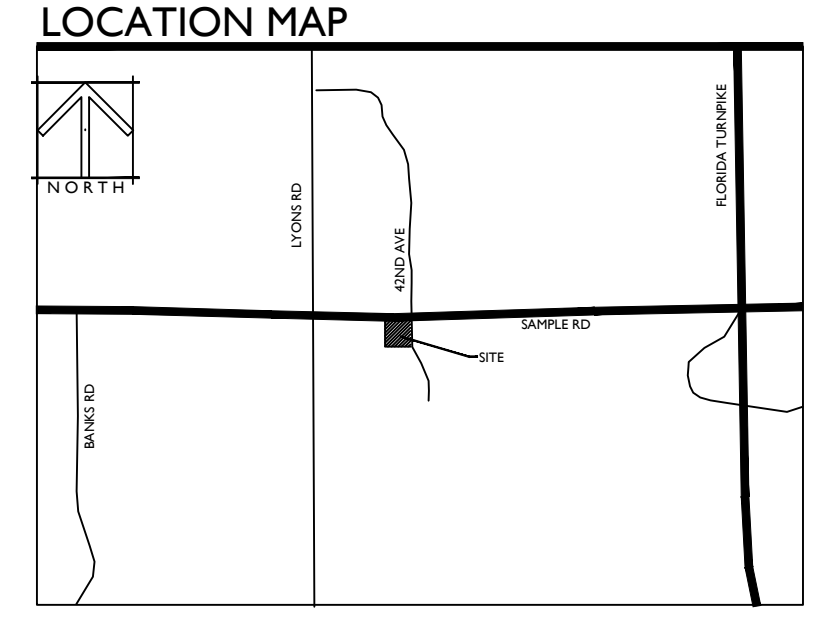 LOCATION MAP
NORTH
LYONS RD
42ND AVE
FLORIDA TURNPIKE
SAMPLE RD
SITE
BANKS RD